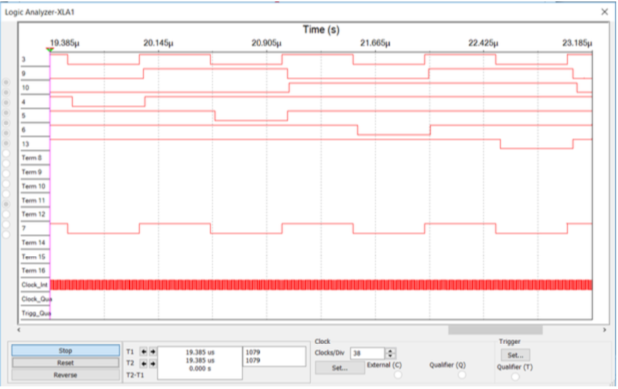 Logic Analyzer-XLA1
Time (s)
19.385µ 20.145µ 20.905µ 21.665µ 22.425µ 23.185µ
3
9
10
4
5
6
13
Term 8
Term 9
Term 10
Term 11
Term 12
7
Term 14
Term 15
Term 16
Clock_Int
Clock_Qua
Trigg_Qua
Stop
Reset
Reverse
T1 19.385 us 1079
T2 19.385 us 1079
T2-T1 0.000 s
Clock
Clocks/Div 38
Set... External (C) Qualifier (Q)
Trigger
Set...
Qualifier (T)